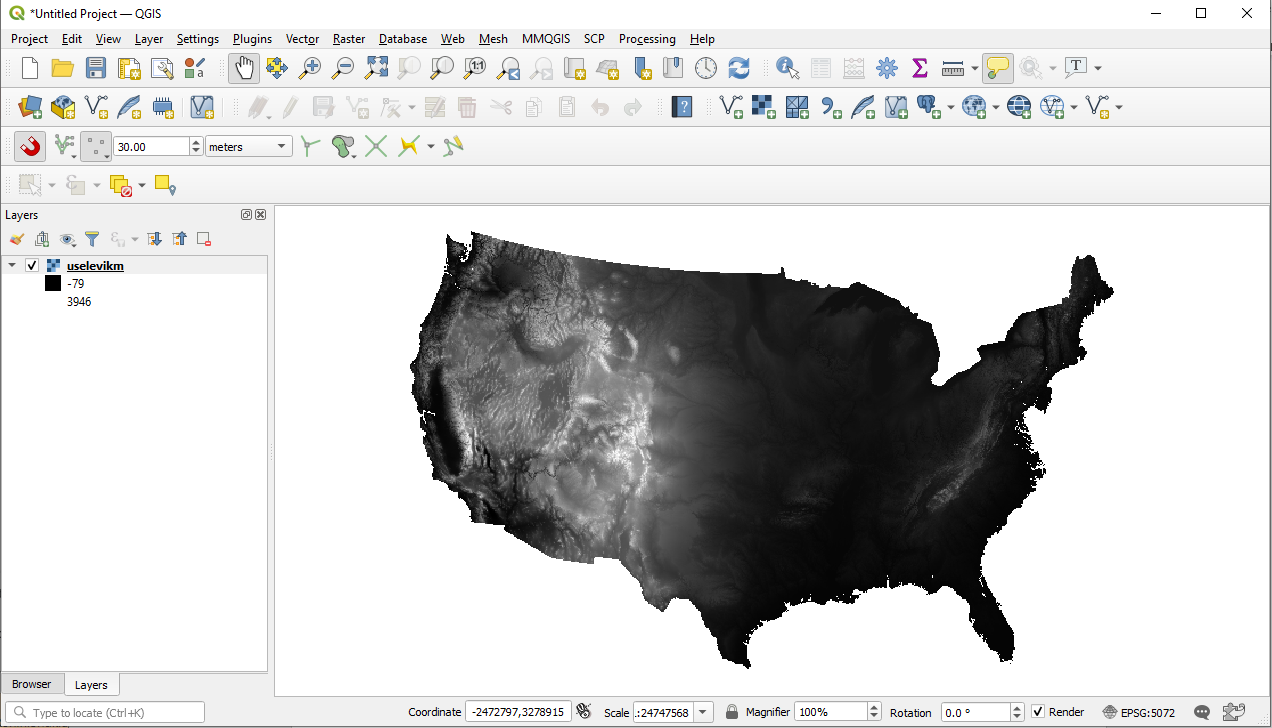 *Untitled Project — QGIS
Project Edit View Layer Settings Plugins Vector Raster Database Web Mesh MMQGIS SCP Processing Help
1:1
T
?
30.00 meters
Layers
uselevikm
-79
3946
Browser Layers
Type to locate (Ctrl+K) Coordinate -2472797,3278915 Scale .:24747568 Magnifier 100% Rotation 0.0 ° Render EPSG:5072